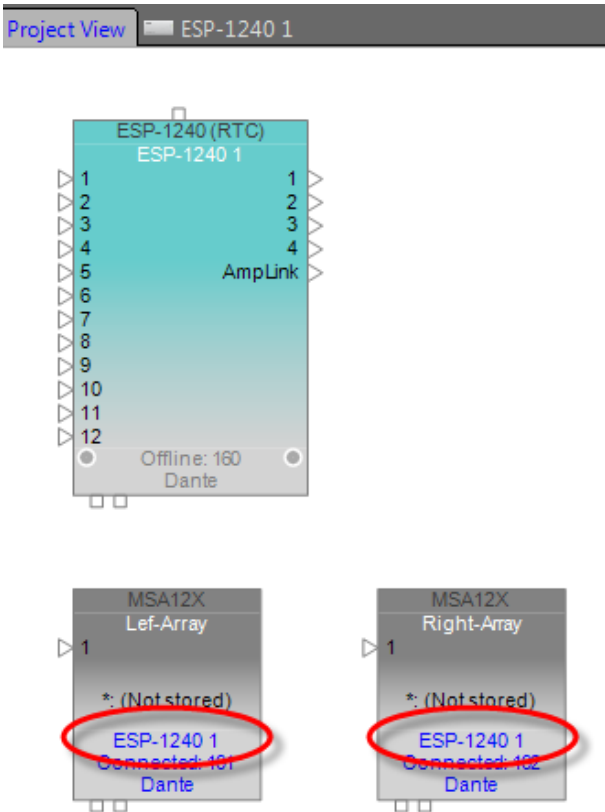 Project View ESP-1240 1
ESP-1240 (RTC)
ESP-1240 1
1 1
2 2
3 3
4 4
5 AmpLink
6
7
8
9
10
11
12
Offline: 160
Dante
MSA12X
Lef-Array
1
*: (Not stored)
ESP-1240 1
Connected: 161
Dante
MSA12X
Right-Array
1
*: (Not stored)
ESP-1240 1
Connected: 162
Dante